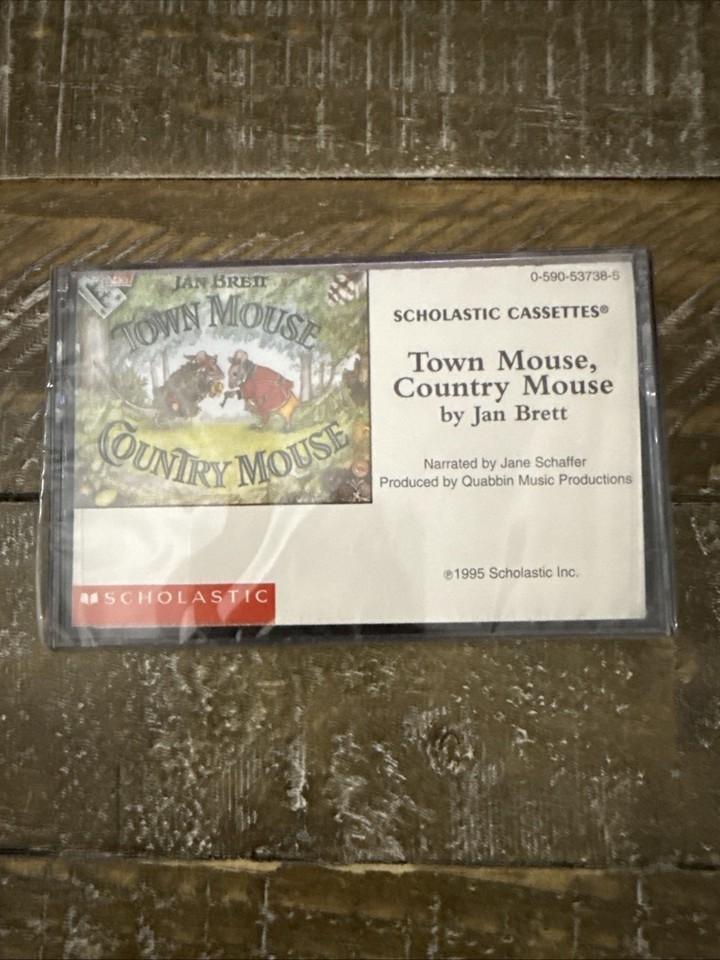 JAN BRETT
TOWN MOUSE
COUNTRY MOUSE
SCHOLASTIC
0-590-53738-5
SCHOLASTIC CASSETTES®
Town Mouse,
Country Mouse
by Jan Brett
Narrated by Jane Schaffer
Produced by Quabbin Music Productions
℗1995 Scholastic Inc.